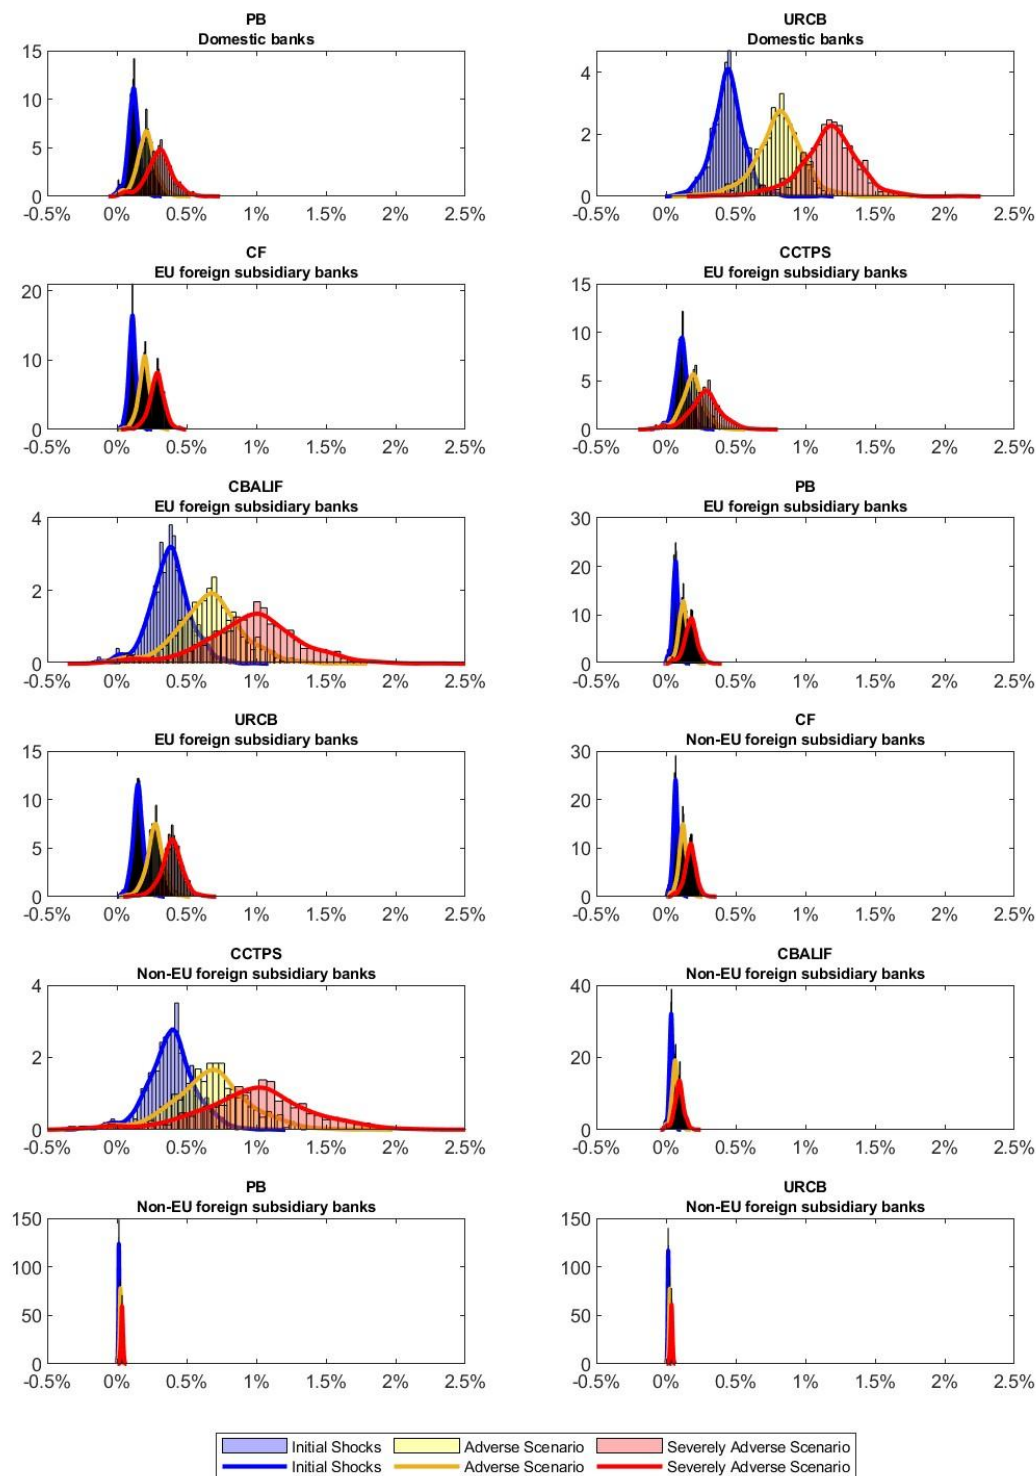 PB
Domestic banks
15
10
5
0
-0.5% 0% 0.5% 1% 1.5% 2% 2.5%
URCB
Domestic banks
4
2
0
-0.5% 0% 0.5% 1% 1.5% 2% 2.5%
CF
EU foreign subsidiary banks
20
10
0
-0.5% 0% 0.5% 1% 1.5% 2% 2.5%
CCTPS
EU foreign subsidiary banks
15
10
5
0
-0.5% 0% 0.5% 1% 1.5% 2% 2.5%
CBALIF
EU foreign subsidiary banks
4
2
0
-0.5% 0% 0.5% 1% 1.5% 2% 2.5%
PB
EU foreign subsidiary banks
30
20
10
0
-0.5% 0% 0.5% 1% 1.5% 2% 2.5%
URCB
EU foreign subsidiary banks
15
10
5
0
-0.5% 0% 0.5% 1% 1.5% 2% 2.5%
CF
Non-EU foreign subsidiary banks
30
20
10
0
-0.5% 0% 0.5% 1% 1.5% 2% 2.5%
CCTPS
Non-EU foreign subsidiary banks
4
2
0
-0.5% 0% 0.5% 1% 1.5% 2% 2.5%
CBALIF
Non-EU foreign subsidiary banks
40
20
0
-0.5% 0% 0.5% 1% 1.5% 2% 2.5%
PB
Non-EU foreign subsidiary banks
150
100
50
0
-0.5% 0% 0.5% 1% 1.5% 2% 2.5%
URCB
Non-EU foreign subsidiary banks
150
100
50
0
-0.5% 0% 0.5% 1% 1.5% 2% 2.5%
Initial Shocks Adverse Scenario Severely Adverse Scenario
Initial Shocks Adverse Scenario Severely Adverse Scenario